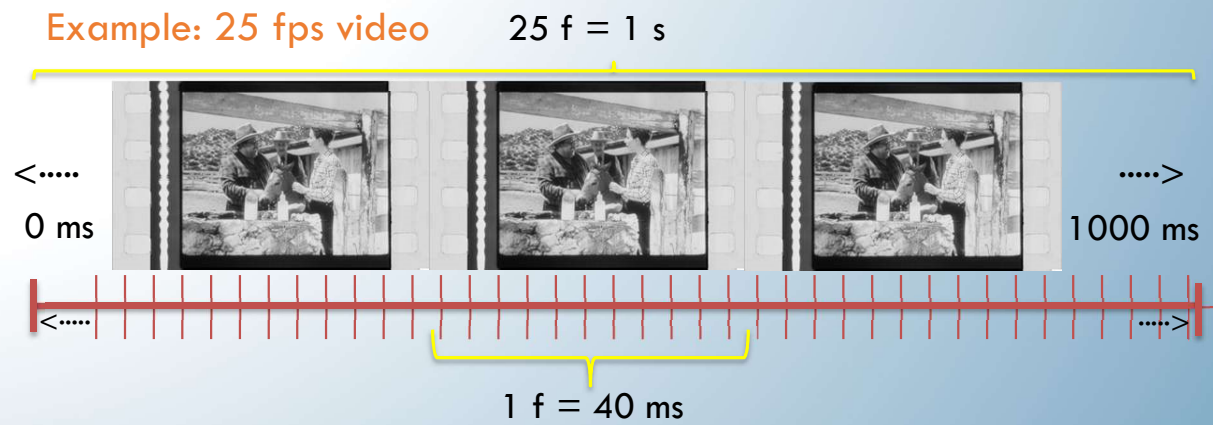 Example: 25 fps video 25 f = 1 s
<.....
.....>
0 ms
1000 ms
<.....
.....>
1 f = 40 ms